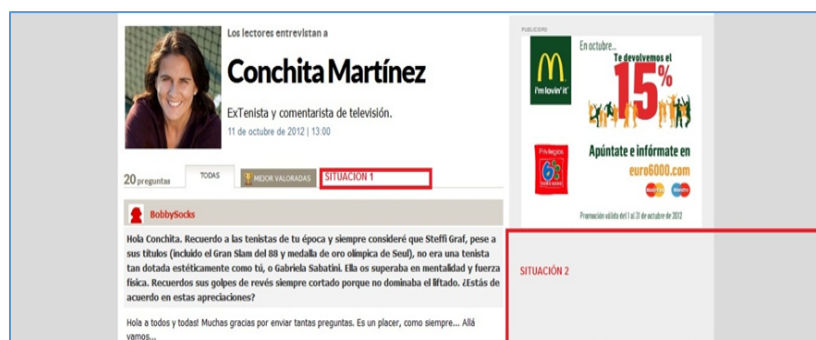 Los lectores entrevistan a
Conchita Martínez
ExTenista y comentarista de televisión.
11 de octubre de 2012 | 13:00
20 preguntas
TODAS
MEJOR VALORADAS
SITUACIÓN 1
BobbySocks
Hola Conchita. Recuerdo a las tenistas de tu época y siempre consideré que Steffi Graf, pese a
sus títulos (incluido el Gran Slam del 88 y medalla de oro olímpica de Seul), no era una tenista
tan dotada estéticamente como tú, o Gabriela Sabatini. Ella os superaba en mentalidad y fuerza
física. Recuerdos sus golpes de revés siempre cortado porque no dominaba el liftado. ¿Estás de
acuerdo en estas apreciaciones?
Hola a todos y todas! Muchas gracias por enviar tantas preguntas. Es un placer, como siempre... Allá
vamos...
PUBLICIDAD
En octubre...
Te devolvemos el
15%
i'm lovin' it
Privilegios
Apúntate e infórmate en
euro6000.com
Promoción válida del 1 al 31 de octubre de 2012
SITUACIÓN 2